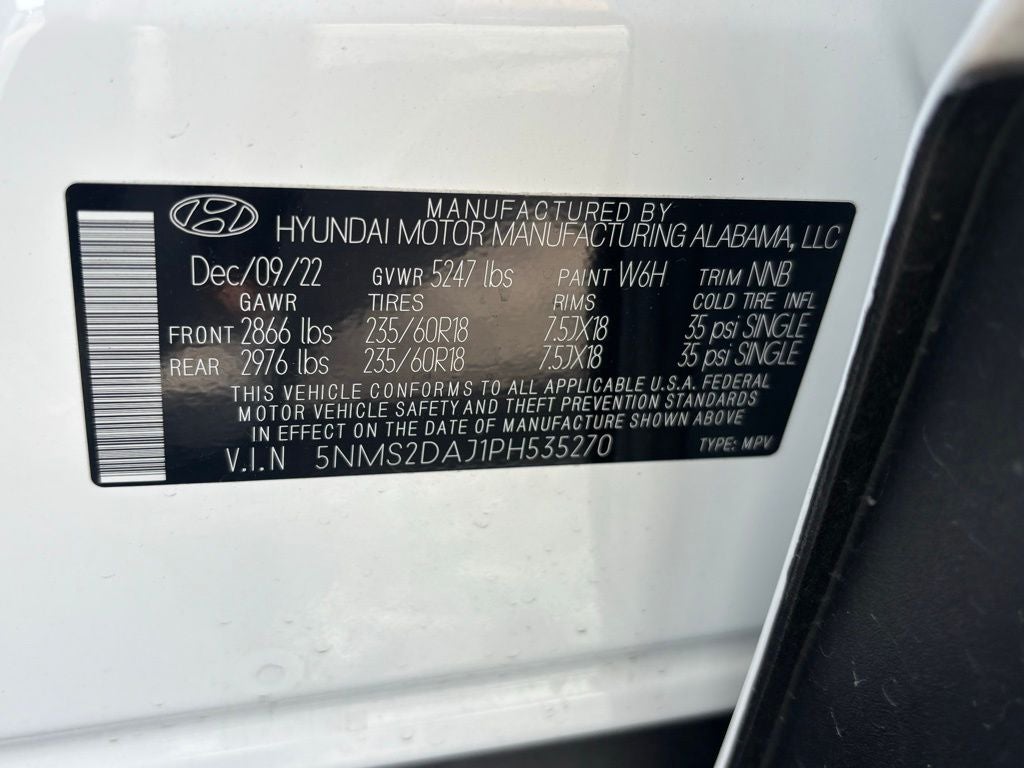 MANUFACTURED BY
HYUNDAI MOTOR MANUFACTURING ALABAMA, LLC
Dec/09/22 GVWR 5247 lbs PAINT W6H TRIM NNB
GAWR TIRES RIMS COLD TIRE INFL
FRONT 2866 lbs 235/60R18 7.5JX18 35 psi SINGLE
REAR 2976 lbs 235/60R18 7.5JX18 35 psi SINGLE
THIS VEHICLE CONFORMS TO ALL APPLICABLE U.S.A. FEDERAL
MOTOR VEHICLE SAFETY AND THEFT PREVENTION STANDARDS
IN EFFECT ON THE DATE OF MANUFACTURE SHOWN ABOVE
V.I.N 5NMS2DAJ1PH535270 TYPE: MPV